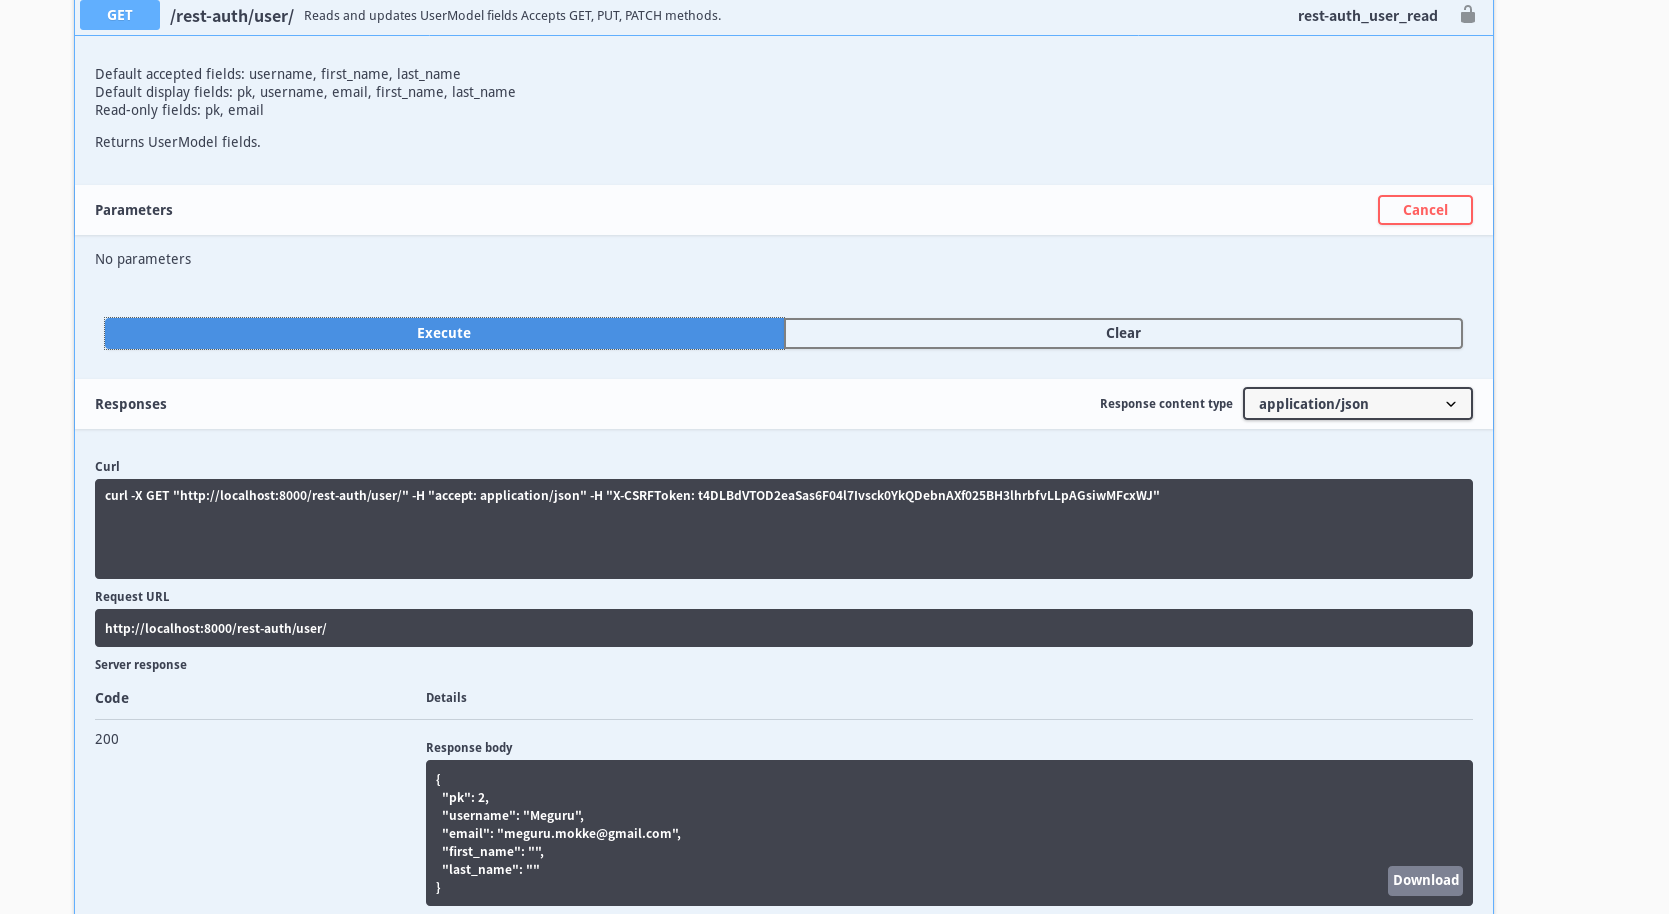 GET /rest-auth/user/ Reads and updates UserModel fields Accepts GET, PUT, PATCH methods. rest-auth_user_read
Default accepted fields: username, first_name, last_name
Default display fields: pk, username, email, first_name, last_name
Read-only fields: pk, email
Returns UserModel fields.
Parameters Cancel
No parameters
Execute Clear
Responses Response content type application/json
Curl
curl -X GET "http://localhost:8000/rest-auth/user/" -H "accept: application/json" -H "X-CSRFToken: t4DLBdVTOD2eaSas6F04l7Ivsck0YkQDebnAXf025BH3lhrbfvLLpAGsiwMFcxWJ"
Request URL
http://localhost:8000/rest-auth/user/
Server response
Code Details
200
Response body
{
"pk": 2,
"username": "Meguru",
"email": "meguru.mokke@gmail.com",
"first_name": "",
"last_name": ""
}
Download